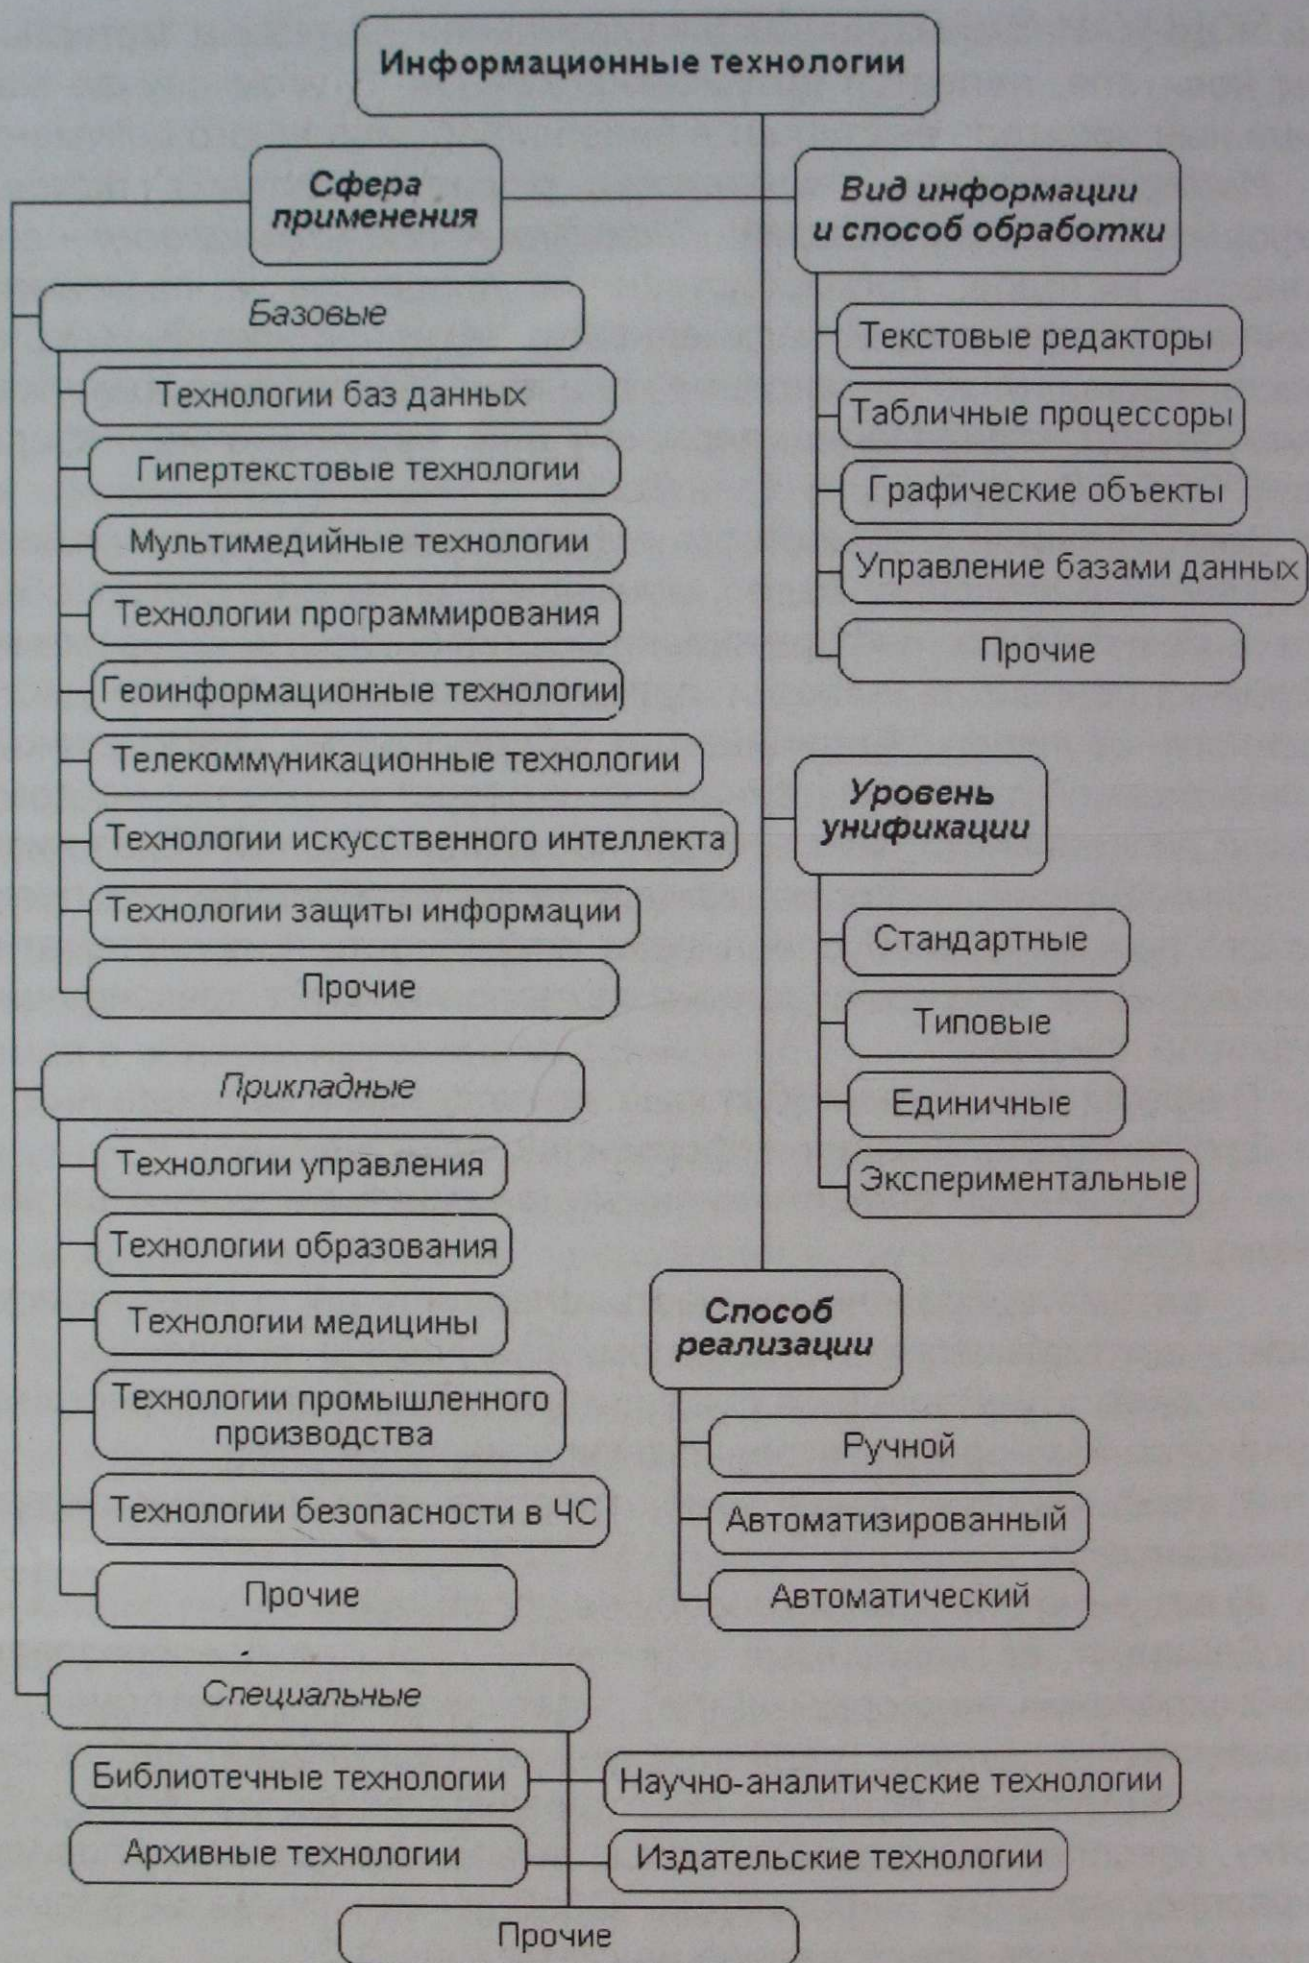 Информационные технологии
Сфера
применения
Базовые
Технологии баз данных
Гипертекстовые технологии
Мультимедийные технологии
Технологии программирования
Геоинформационные технологии
Телекоммуникационные технологии
Технологии искусственного интеллекта
Технологии защиты информации
Прочие
Прикладные
Технологии управления
Технологии образования
Технологии медицины
Технологии промышленного
производства
Технологии безопасности в ЧС
Прочие
Специальные
Библиотечные технологии
Научно-аналитические технологии
Архивные технологии
Издательские технологии
Прочие
Вид информации
и способ обработки
Текстовые редакторы
Табличные процессоры
Графические объекты
Управление базами данных
Прочие
Уровень
унификации
Стандартные
Типовые
Единичные
Экспериментальные
Способ
реализации
Ручной
Автоматизированный
Автоматический